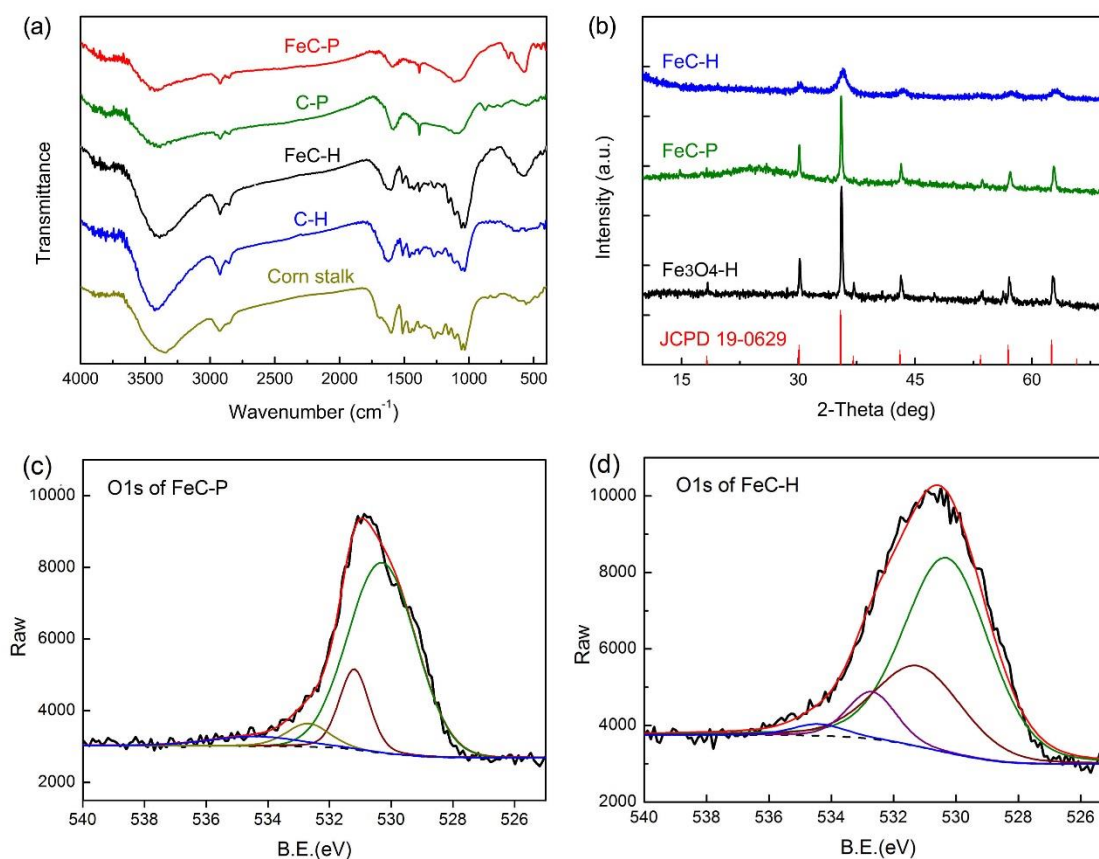 (a)
FeC-P
C-P
FeC-H
C-H
Corn stalk
Transmittance
4000 3500 3000 2500 2000 1500 1000 500
Wavenumber (cm⁻¹)
(b)
FeC-H
FeC-P
Fe₃O₄-H
JCPD 19-0629
Intensity (a.u.)
15 30 45 60
2-Theta (deg)
(c)
O1s of FeC-P
10000
8000
6000
4000
2000
Raw
540 538 536 534 532 530 528 526
B.E.(eV)
(d)
O1s of FeC-H
10000
8000
6000
4000
2000
Raw
540 538 536 534 532 530 528 526
B.E.(eV)